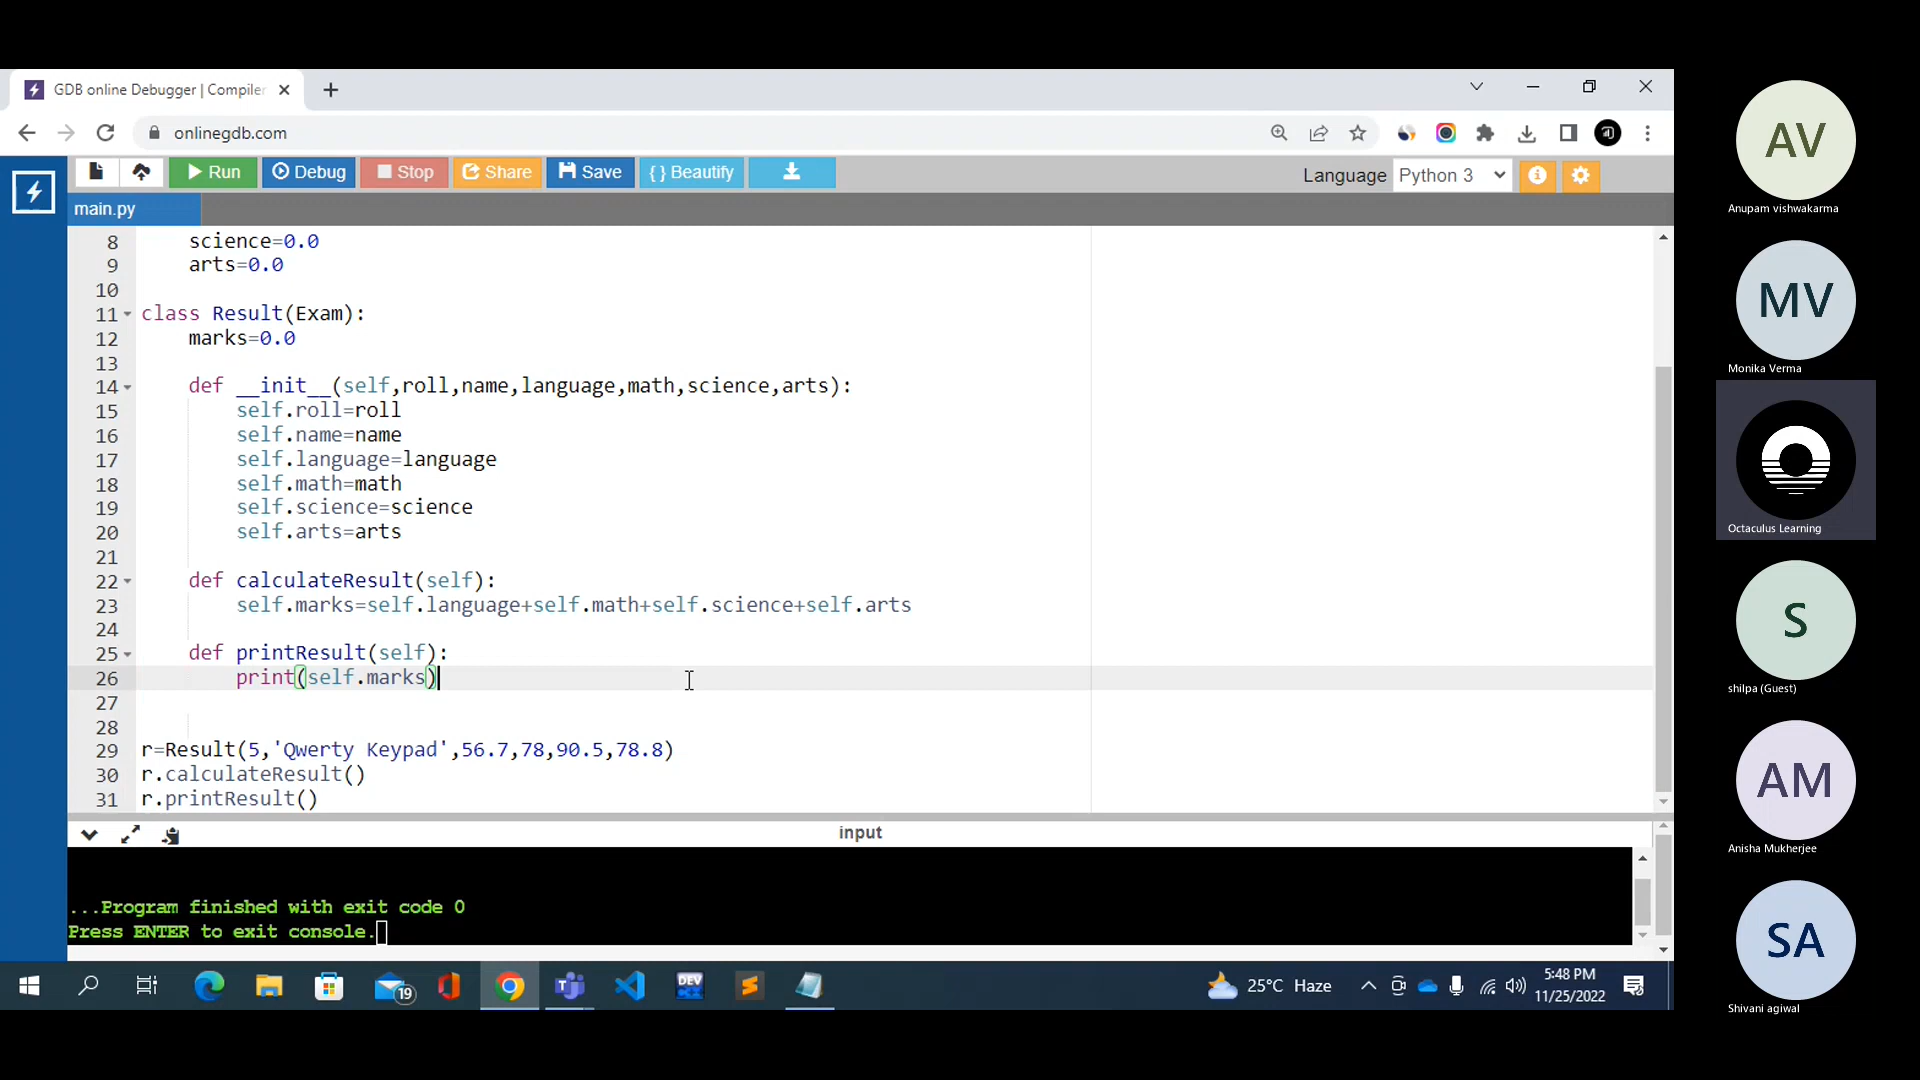 GDB online Debugger | Compiler
onlinegdb.com
Run
Debug
Stop
Share
Save
{ } Beautify
Language
Python 3
main.py
8 science=0.0
9 arts=0.0
10
11 class Result(Exam):
12 marks=0.0
13
14 def __init__(self,roll,name,language,math,science,arts):
15 self.roll=roll
16 self.name=name
17 self.language=language
18 self.math=math
19 self.science=science
20 self.arts=arts
21
22 def calculateResult(self):
23 self.marks=self.language+self.math+self.science+self.arts
24
25 def printResult(self):
26 print(self.marks)
27
28
29 r=Result(5,'Qwerty Keypad',56.7,78,90.5,78.8)
30 r.calculateResult()
31 r.printResult()
input
...Program finished with exit code 0
Press ENTER to exit console.
19
DEV
25°C Haze
5:48 PM
11/25/2022
AV
Anupam vishwakarma
MV
Monika Verma
Octaculus Learning
S
shilpa (Guest)
AM
Anisha Mukherjee
SA
Shivani agiwal